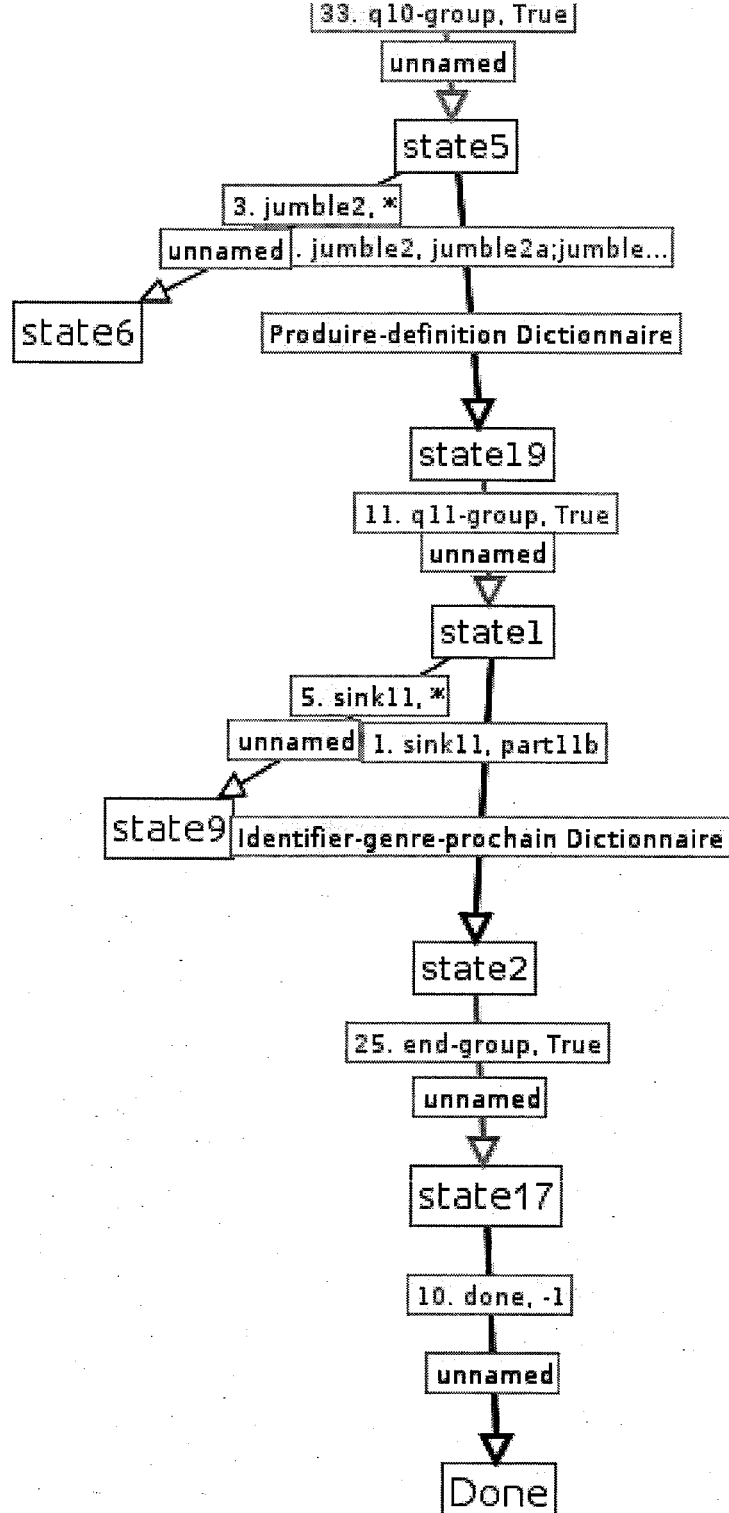 33. q10-group, True
unnamed
state5
3. jumble2, *
unnamed . jumble2, jumble2a;jumble...
state6
Produire-definition Dictionnaire
state19
11. q11-group, True
unnamed
state1
5. sink11, *
unnamed 1. sink11, part11b
state9 Identifier-genre-prochain Dictionnaire
state2
25. end-group, True
unnamed
state17
10. done, -1
unnamed
Done